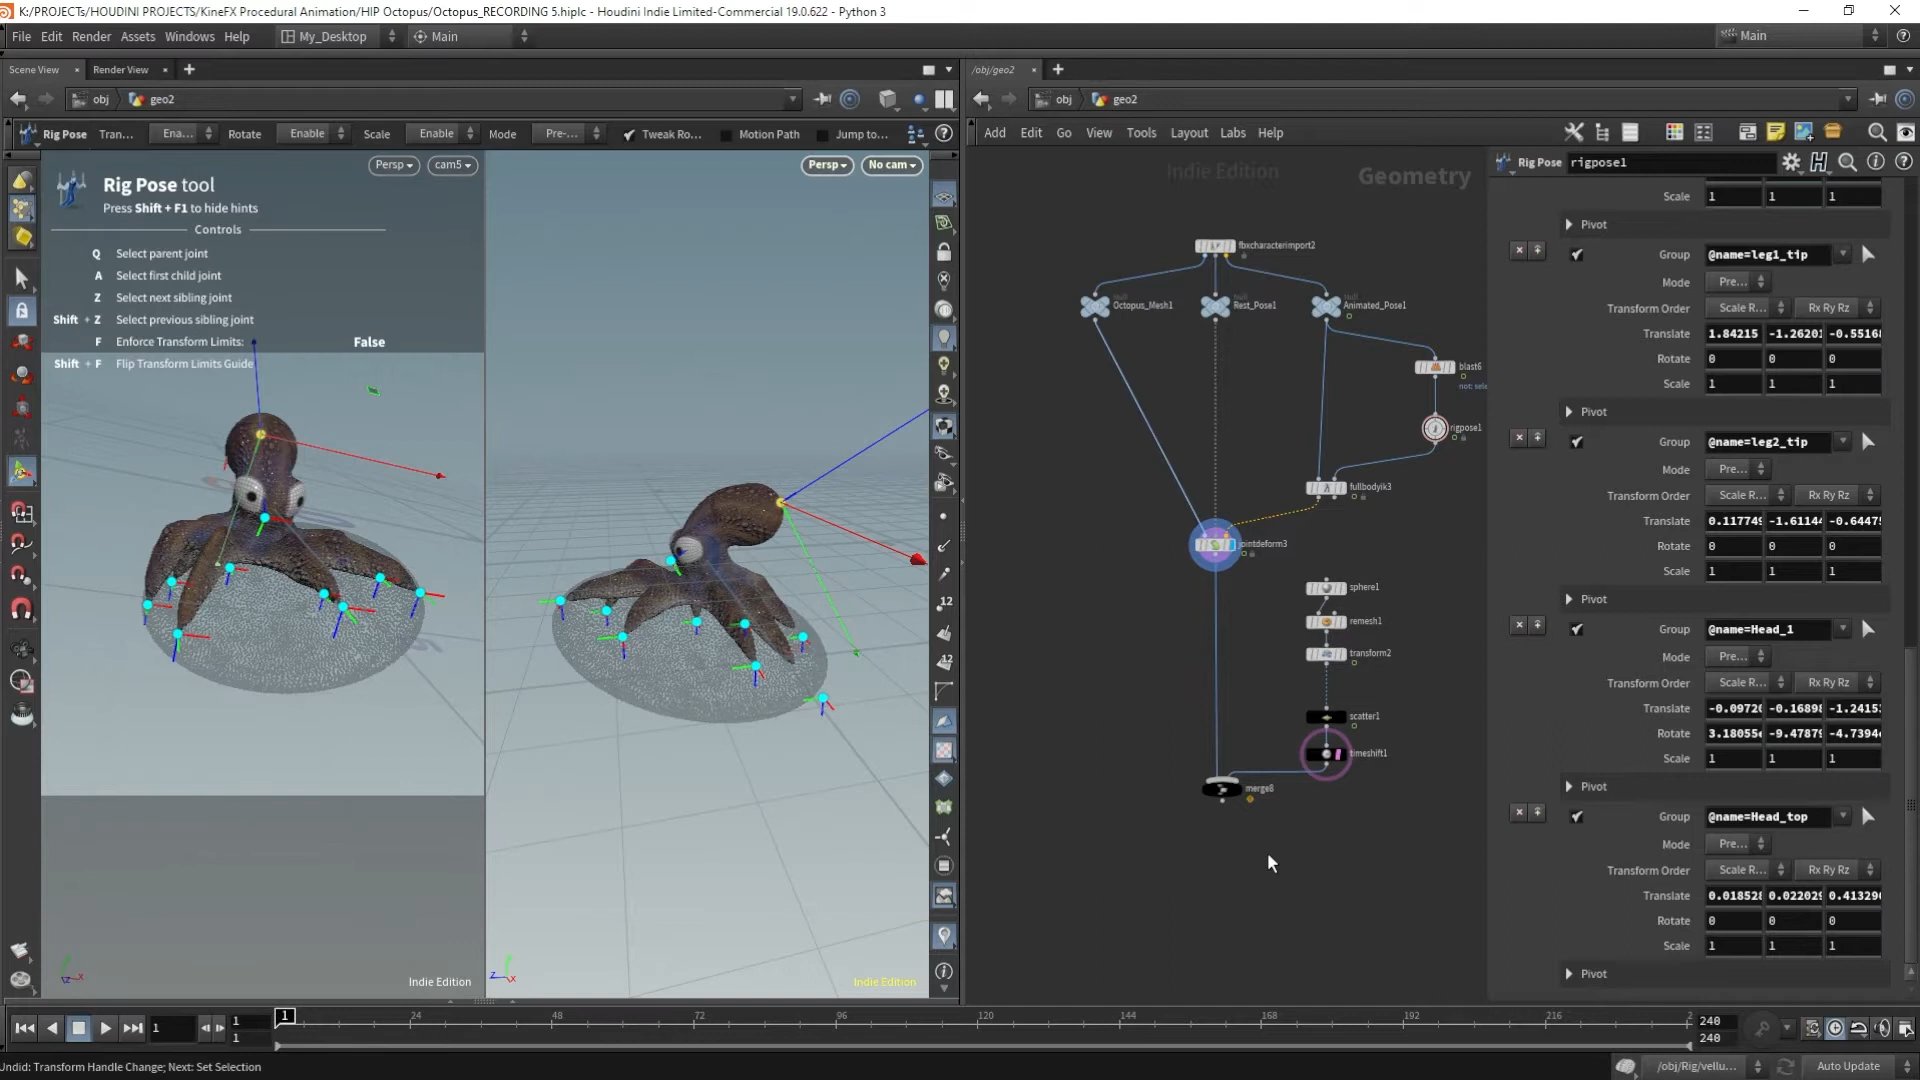 K:/PROJECTs/HOUDINI PROJECTS/KineFX Procedural Animation/HIP Octopus/Octopus_RECORDING 5.hiplc - Houdini Indie Limited-Commercial 19.0.622 - Python 3
File Edit Render Assets Windows Help My_Desktop Main Main
Scene View × Render View × +
obj geo2
Rig Pose Tran... Ena... Rotate Enable Scale Enable Mode Pre-... Tweak Ro... Motion Path Jump to...
Persp cam5 Persp No cam
Rig Pose tool
Press Shift + F1 to hide hints
Controls
Q Select parent joint
A Select first child joint
Z Select next sibling joint
Shift + Z Select previous sibling joint
F Enforce Transform Limits: False
Shift + F Flip Transform Limits Guide
Indie Edition
Indie Edition
12
12
/obj/geo2 × +
obj geo2
Add Edit Go View Tools Layout Labs Help
Indie Edition Geometry
fbxcharacterimport2
Null Null Null
Octopus_Mesh1 Rest_Pose1 Animated_Pose1
blast6
rigpose1
fullbodyik3
jointdeform3
sphere1
remesh1
transform2
scatter1
timeshift1
merge8
Rig Pose rigpose1
Scale 1 1 1
Pivot
Group @name=leg1_tip
Mode Pre...
Transform Order Scale R... Rx Ry Rz
Translate 1.84215 -1.2620 -0.5516
Rotate 0 0 0
Scale 1 1 1
Pivot
Group @name=leg2_tip
Mode Pre...
Transform Order Scale R... Rx Ry Rz
Translate 0.117749 -1.61144 -0.6447
Rotate 0 0 0
Scale 1 1 1
Pivot
Group @name=Head_1
Mode Pre...
Transform Order Scale R... Rx Ry Rz
Translate -0.0972 -0.1689 -1.2415
Rotate 3.18055 -9.4787 -4.7394
Scale 1 1 1
Pivot
Group @name=Head_top
Mode Pre...
Transform Order Scale R... Rx Ry Rz
Translate 0.018528 0.022029 0.41329
Rotate 0 0 0
Scale 1 1 1
Pivot
1 1 1 24 48 72 96 120 144 168 192 216 2 240
1 240
Undid: Transform Handle Change; Next: Set Selection
/obj/Rig/vellu... Auto Update